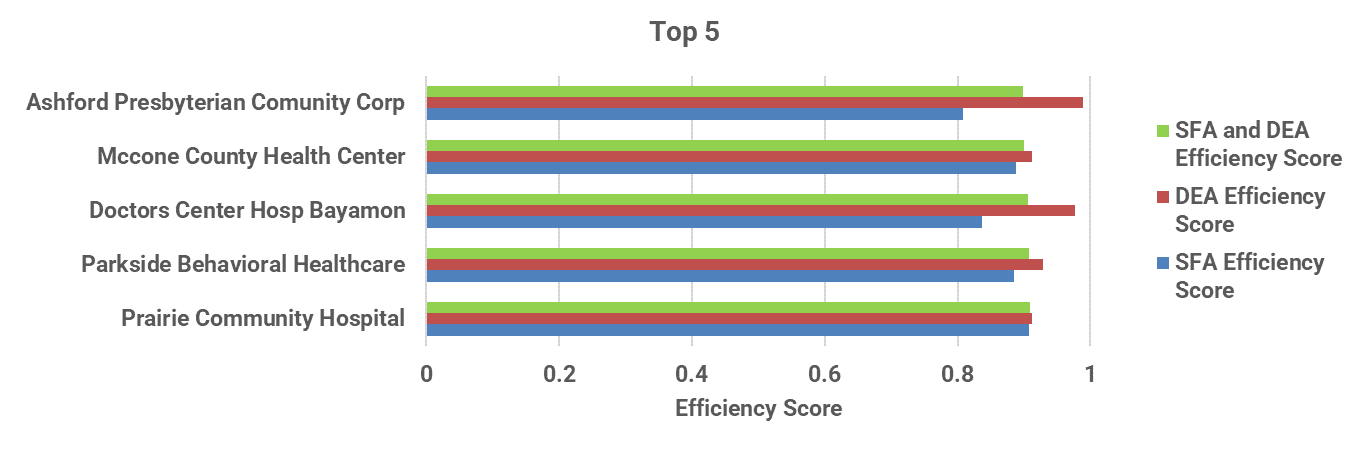 Top 5
Ashford Presbyterian Comunity Corp
Mccone County Health Center
Doctors Center Hosp Bayamon
Parkside Behavioral Healthcare
Prairie Community Hospital
0 0.2 0.4 0.6 0.8 1
Efficiency Score
SFA and DEA
Efficiency Score
DEA Efficiency
Score
SFA Efficiency
Score